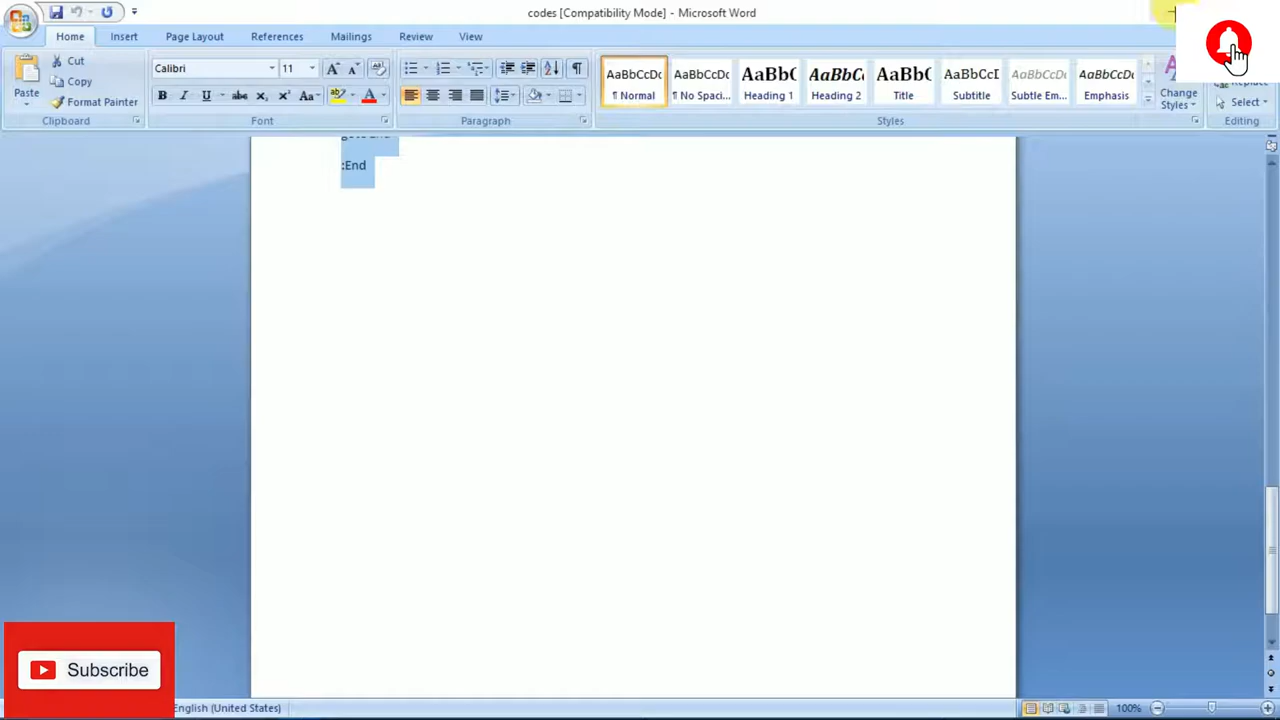 codes [Compatibility Mode] - Microsoft Word
Home Insert Page Layout References Mailings Review View
Paste
Cut
Copy
Format Painter
Clipboard
Calibri 11
Font
Paragraph
AaBbCcDc AaBbCcDc AaBbC AaBbCc AaBbC AaBbCcI AaBbCcDc AaBbCcDc
¶ Normal ¶ No Spaci... Heading 1 Heading 2 Title Subtitle Subtle Em... Emphasis
Styles
Change
Styles
Select
Editing
:End
Subscribe
English (United States)
100%